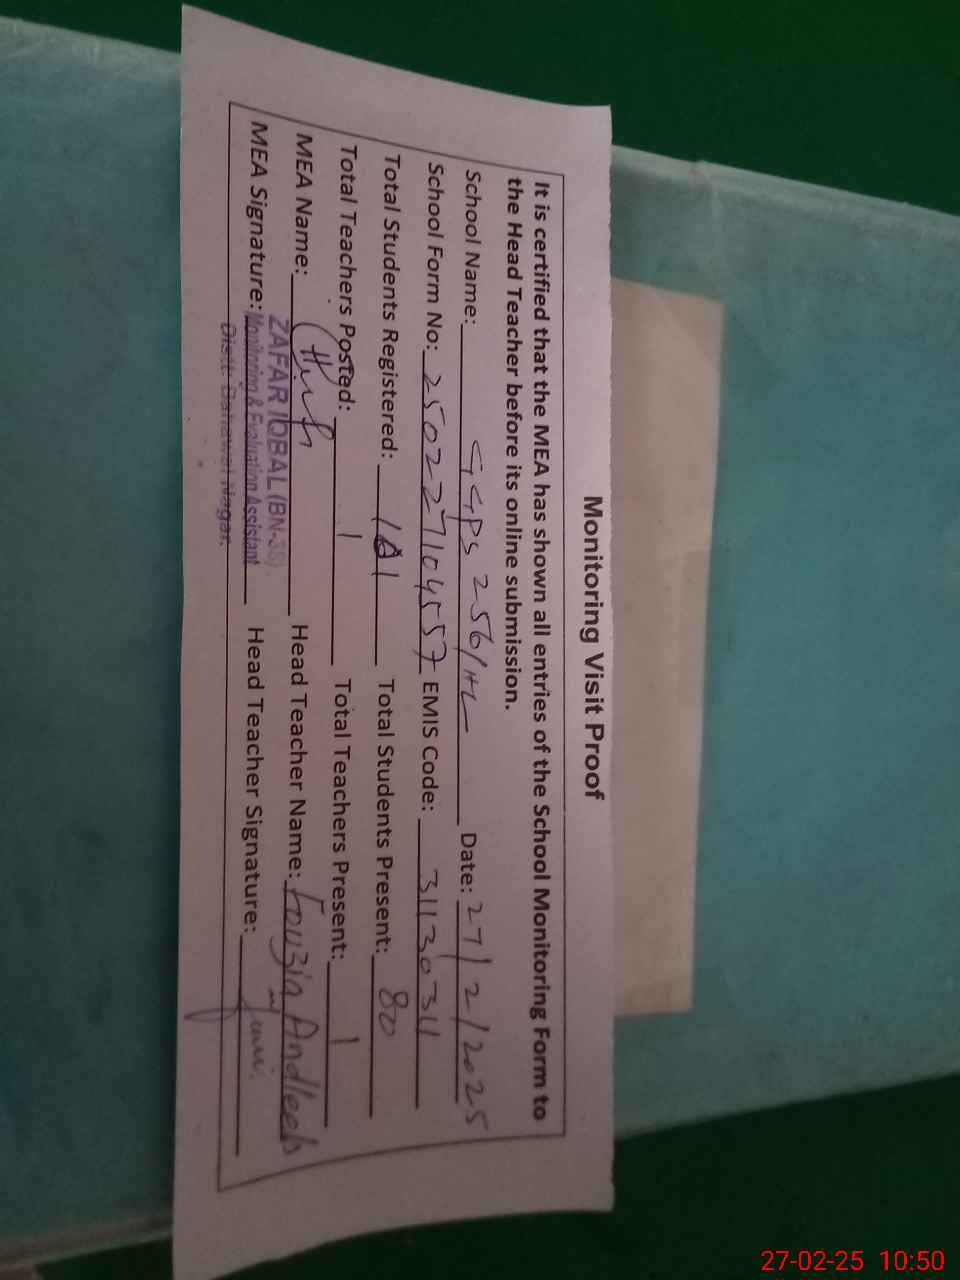 Monitoring Visit Proof
It is certified that the MEA has shown all entries of the School Monitoring Form to
the Head Teacher before its online submission.
School Name: GGPS 256/HL Date: 27/2/2025
School Form No: 250227104557 EMIS Code: 31130311
Total Students Registered: 101 Total Students Present: 80
Total Teachers Posted: 1 Total Teachers Present: 1
MEA Name: Head Teacher Name: Fouzia Andleeb
ZAFAR IQBAL (BN-38)
MEA Signature: Monitoring & Evaluation Assistant Head Teacher Signature:
Distt: Bahawal Nagar.
27-02-25 10:50